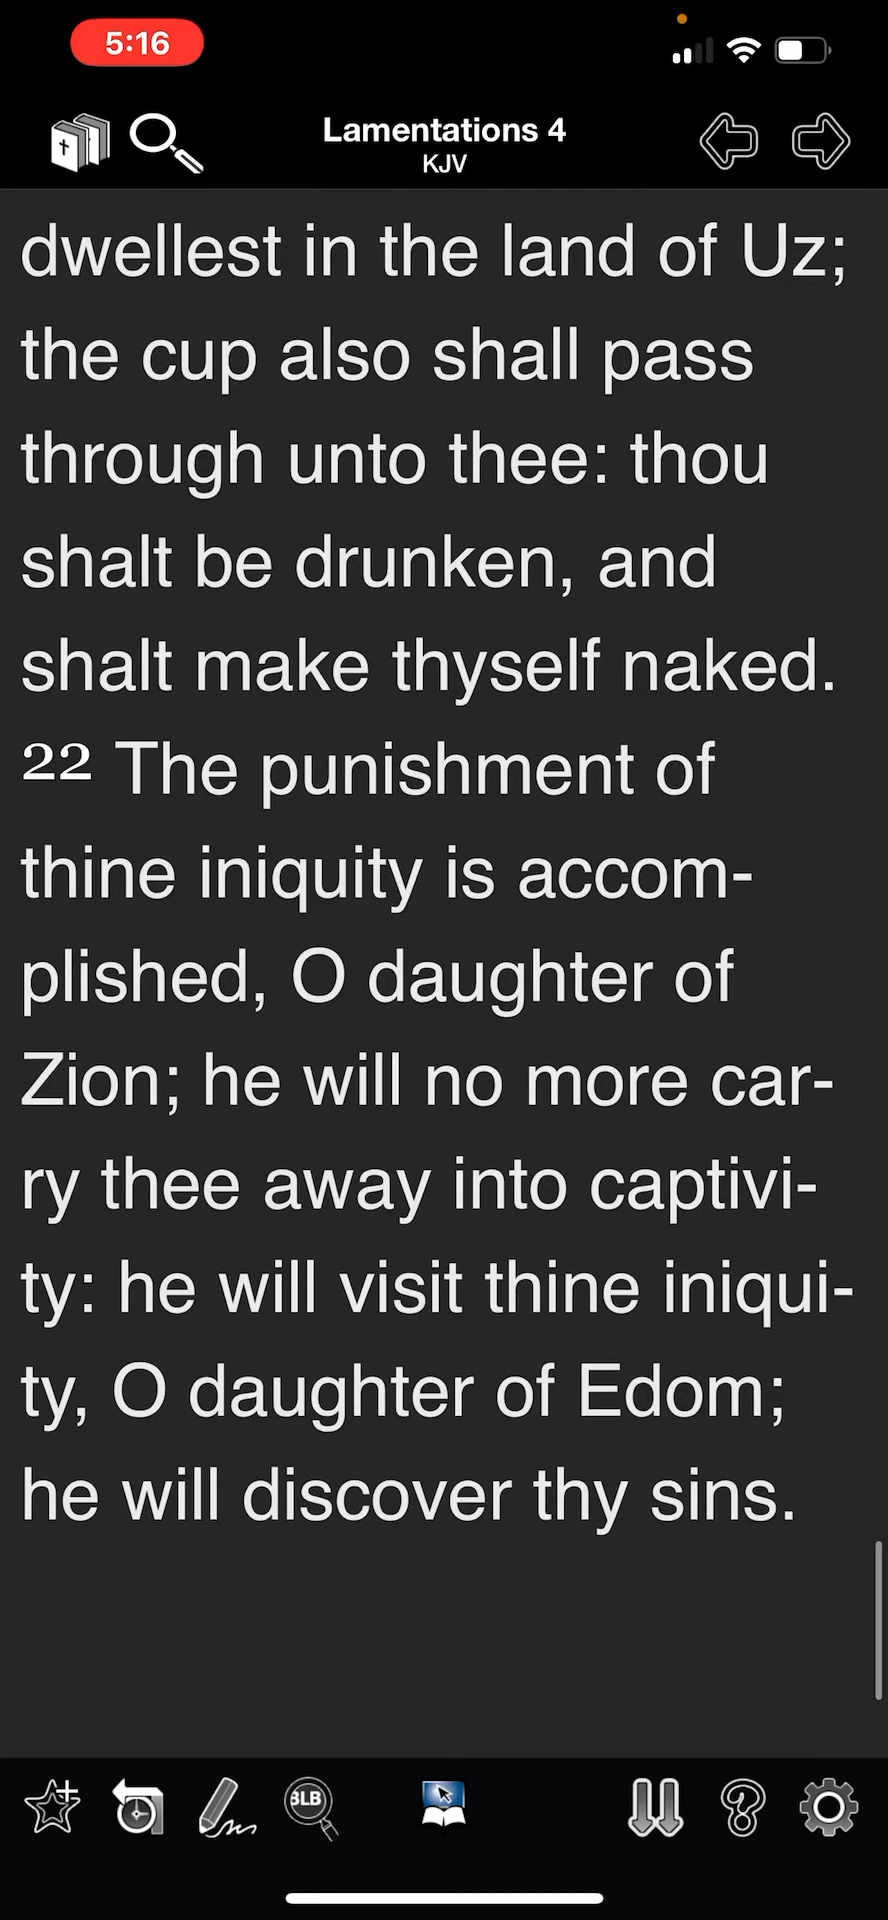 5:16
Lamentations 4
KJV
dwellest in the land of Uz;
the cup also shall pass
through unto thee: thou
shalt be drunken, and
shalt make thyself naked.
22 The punishment of
thine iniquity is accom-
plished, O daughter of
Zion; he will no more car-
ry thee away into captivi-
ty: he will visit thine iniqui-
ty, O daughter of Edom;
he will discover thy sins.
BLB